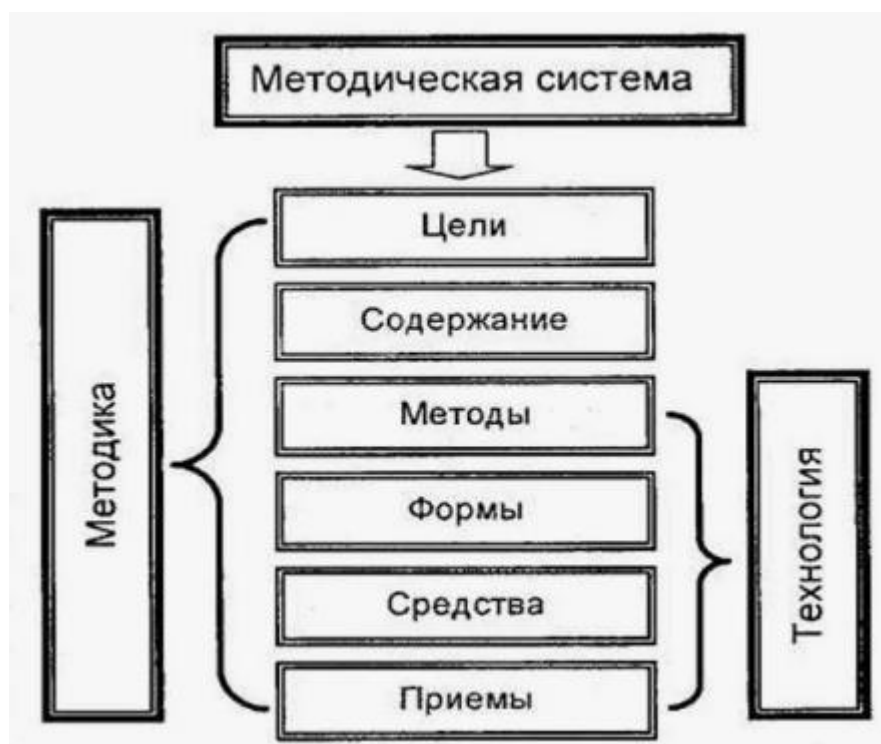 Методическая система
Цели
Содержание
Методы
Формы
Средства
Приемы
Методика
Технология